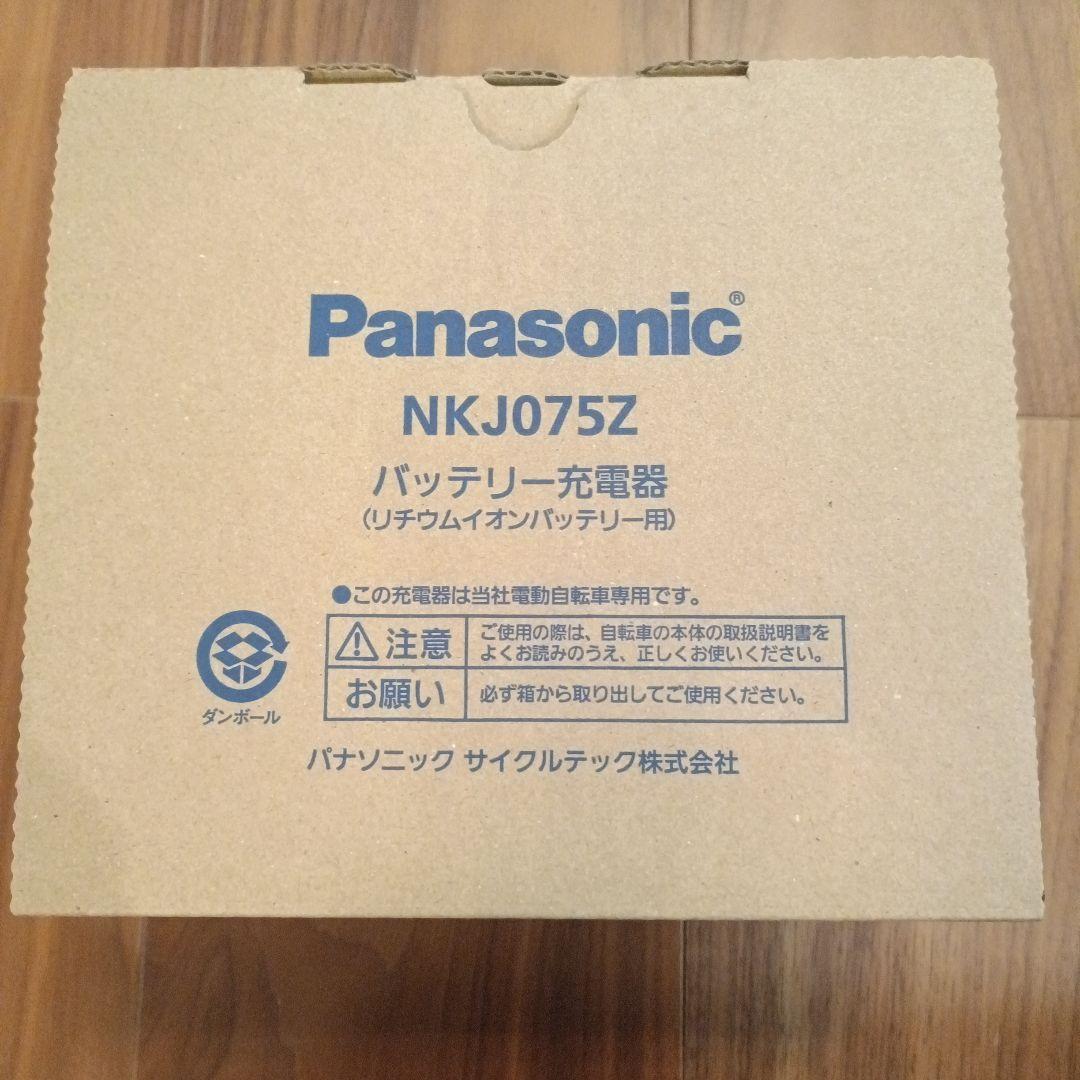 Panasonic®
NKJ075Z
バッテリー充電器
(リチウムイオンバッテリー用)
●この充電器は当社電動自転車専用です。
注意
ご使用の際は、自転車の本体の取扱説明書を
よくお読みのうえ、正しくお使いください。
お願い
必ず箱から取り出してご使用ください。
ダンボール
パナソニック サイクルテック株式会社